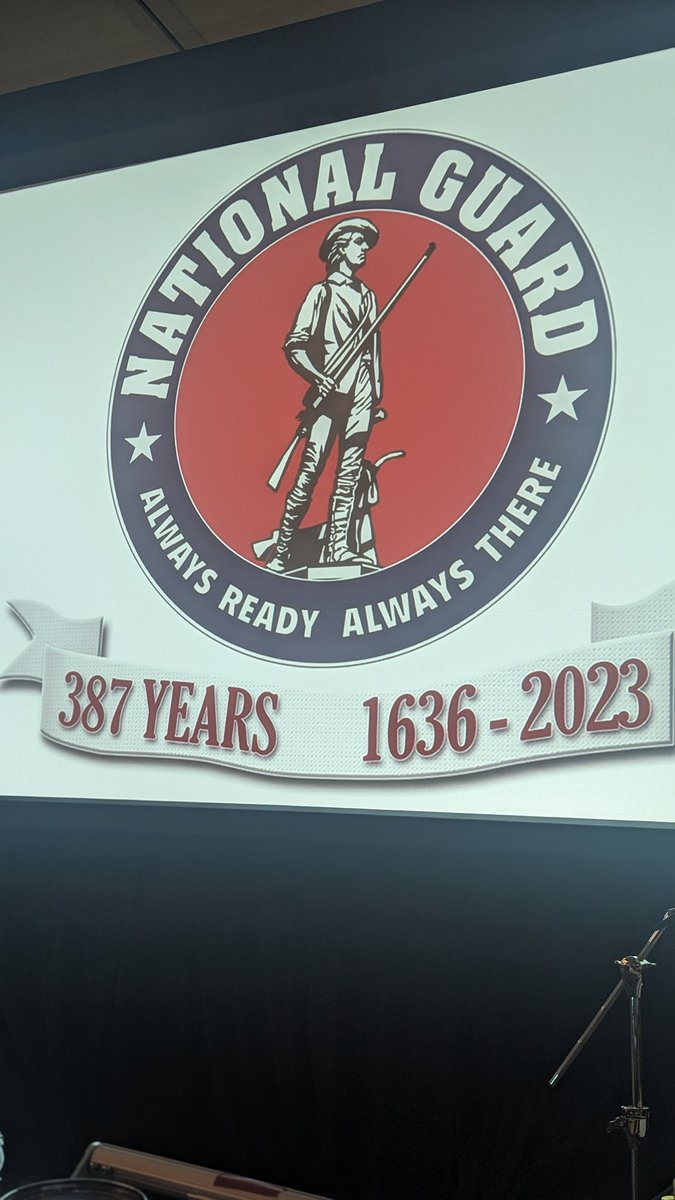 NATIONAL GUARD
ALWAYS READY ALWAYS THERE
387 YEARS 1636 - 2023